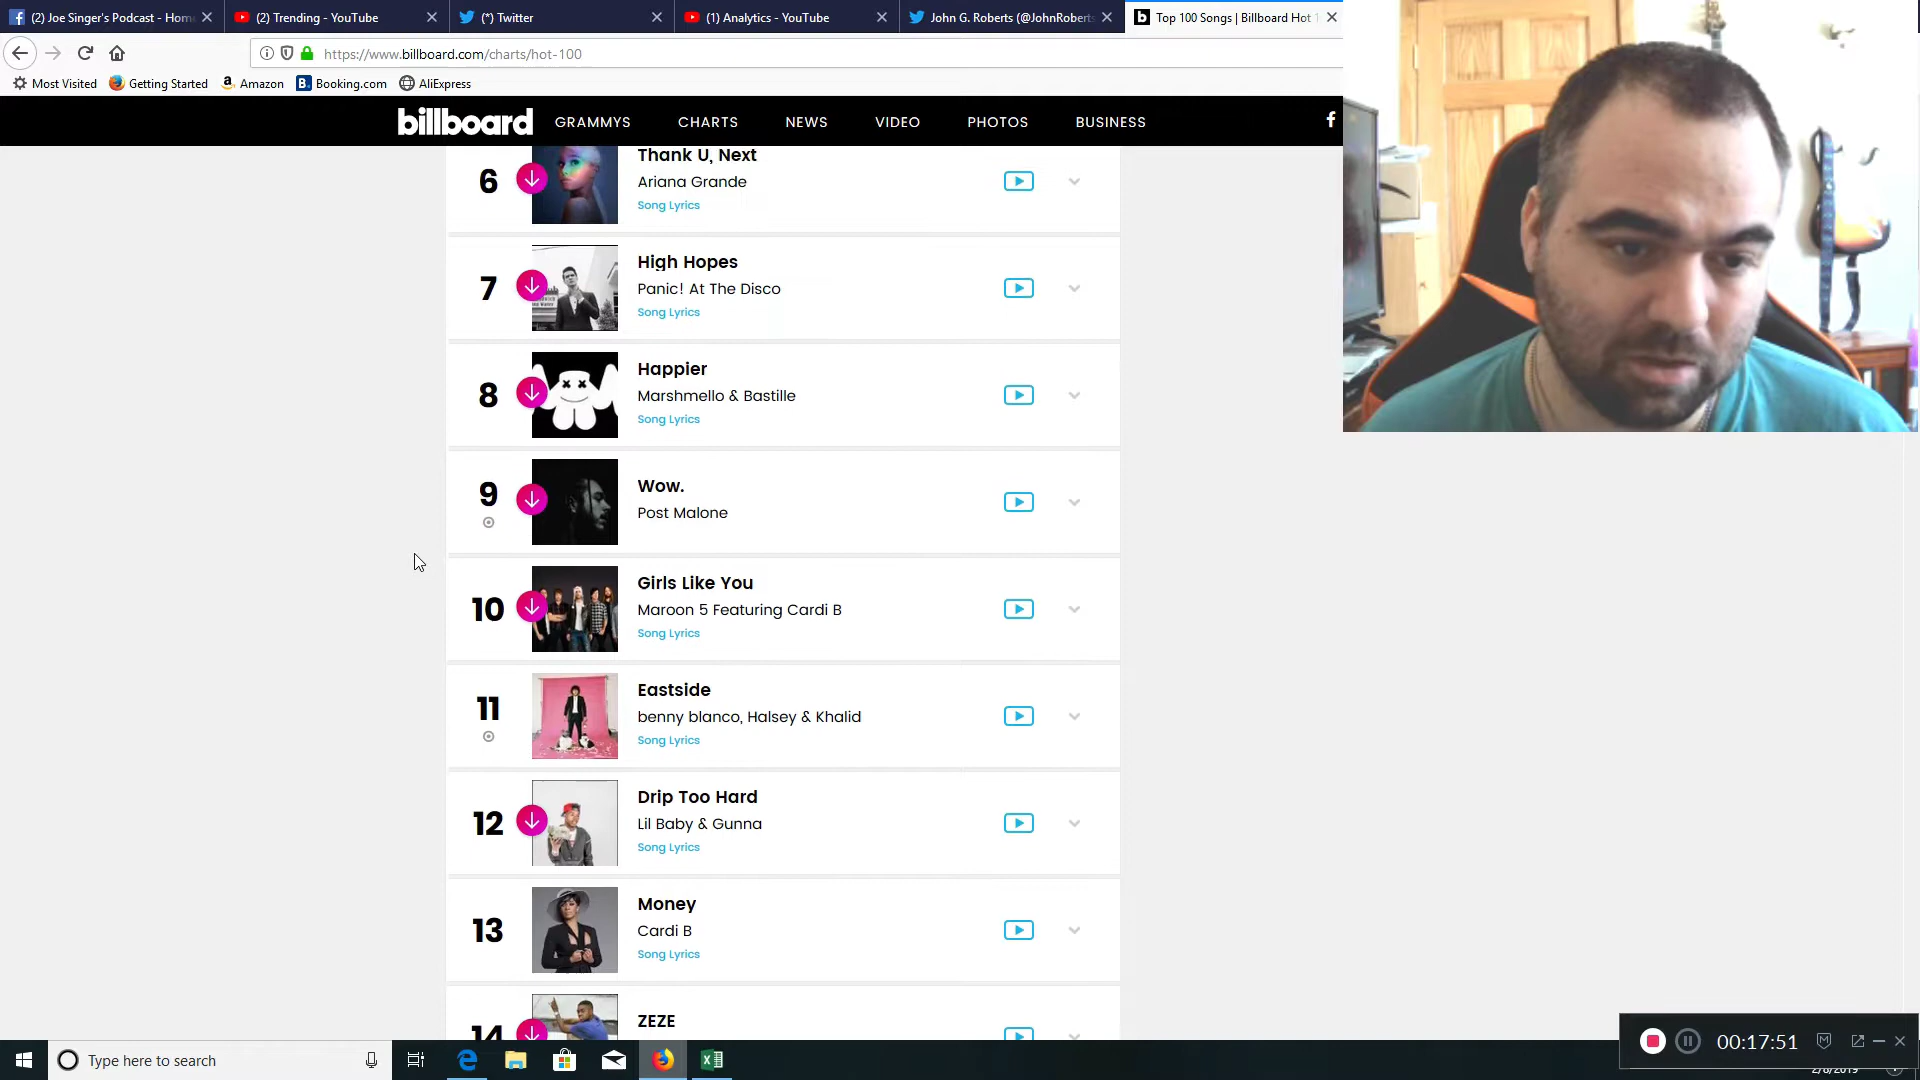 (2) Joe Singer's Podcast - Hom
(2) Trending - YouTube
(*) Twitter
(1) Analytics - YouTube
John G. Roberts (@JohnRoberts
Top 100 Songs | Billboard Hot
https://www.billboard.com/charts/hot-100
Most Visited
Getting Started
Amazon
Booking.com
AliExpress
billboard
GRAMMYS
CHARTS
NEWS
VIDEO
PHOTOS
BUSINESS
6
Thank U, Next
Ariana Grande
Song Lyrics
7
High Hopes
Panic! At The Disco
Song Lyrics
8
Happier
Marshmello & Bastille
Song Lyrics
9
Wow.
Post Malone
10
Girls Like You
Maroon 5 Featuring Cardi B
Song Lyrics
11
Eastside
benny blanco, Halsey & Khalid
Song Lyrics
12
Drip Too Hard
Lil Baby & Gunna
Song Lyrics
13
Money
Cardi B
Song Lyrics
14
ZEZE
Type here to search
00:17:51